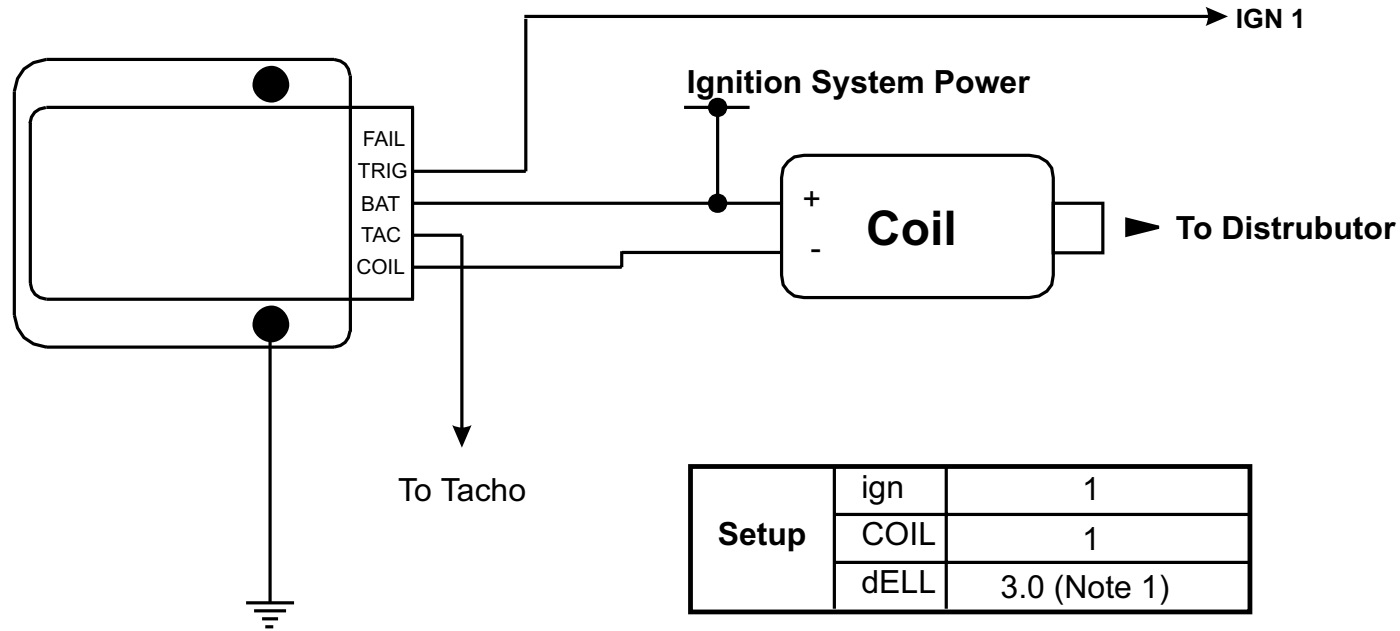 IGN 1
Ignition System Power
FAIL
TRIG
BAT
TAC
COIL
+
-
Coil
To Distrubutor
To Tacho
Setup
ign 1
COIL 1
dELL 3.0 (Note 1)